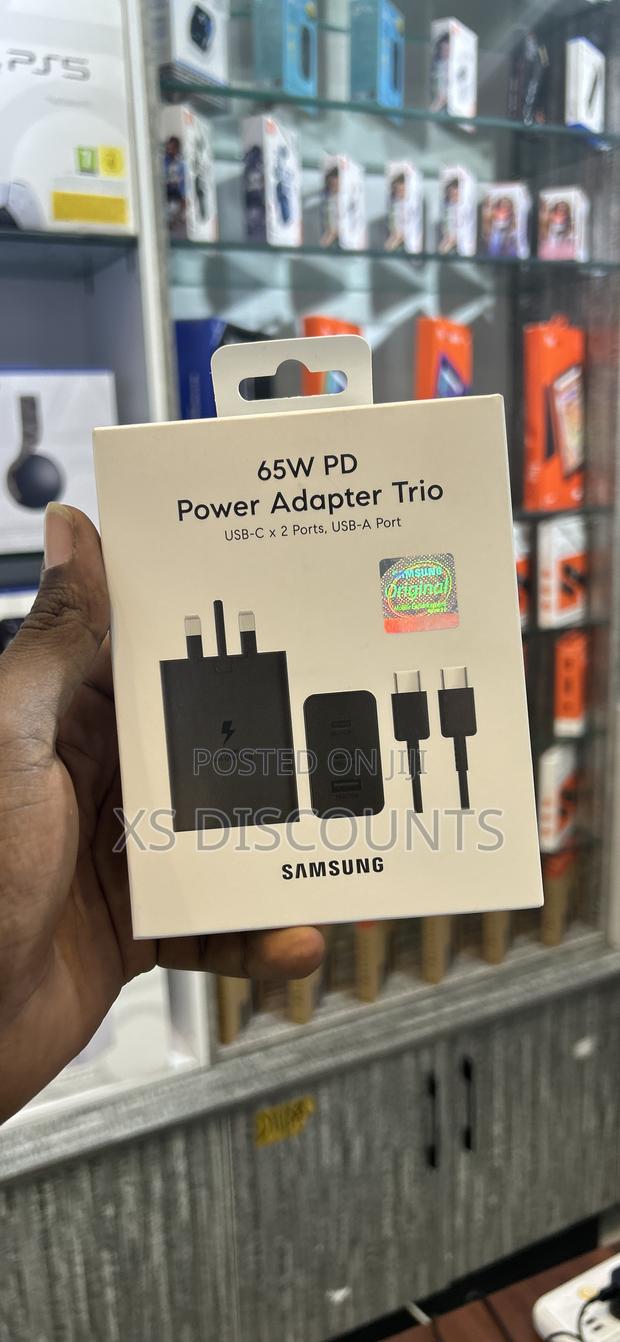 PS5
65W PD
Power Adapter Trio
USB-C x 2 Ports, USB-A Port
SAMSUNG
Original
POSTED ON JIJI
XS DISCOUNTS
SAMSUNG